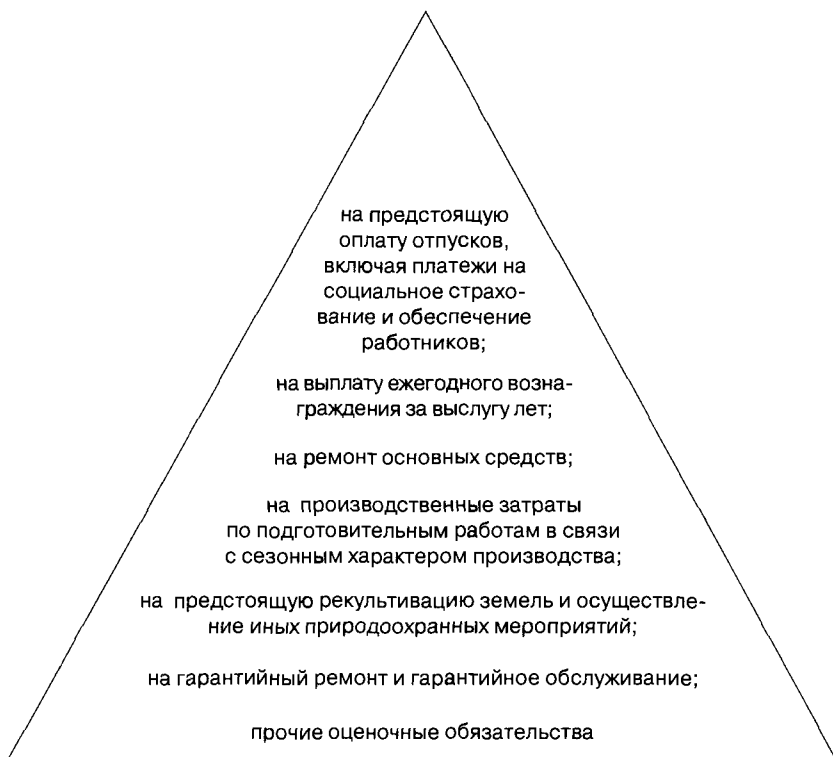 на предстоящую
оплату отпусков,
включая платежи на
социальное страхо-
вание и обеспечение
работников;
на выплату ежегодного возна-
граждения за выслугу лет;
на ремонт основных средств;
на производственные затраты
по подготовительным работам в связи
с сезонным характером производства;
на предстоящую рекультивацию земель и осуществле-
ние иных природоохранных мероприятий;
на гарантийный ремонт и гарантийное обслуживание;
прочие оценочные обязательства